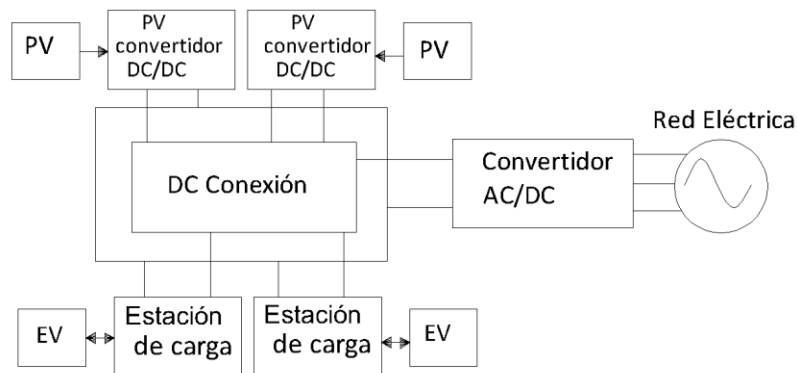 PV
PV
convertidor
DC/DC
PV
convertidor
DC/DC
PV
Red Eléctrica
DC Conexión
Convertidor
AC/DC
EV
Estación
de carga
Estación
de carga
EV